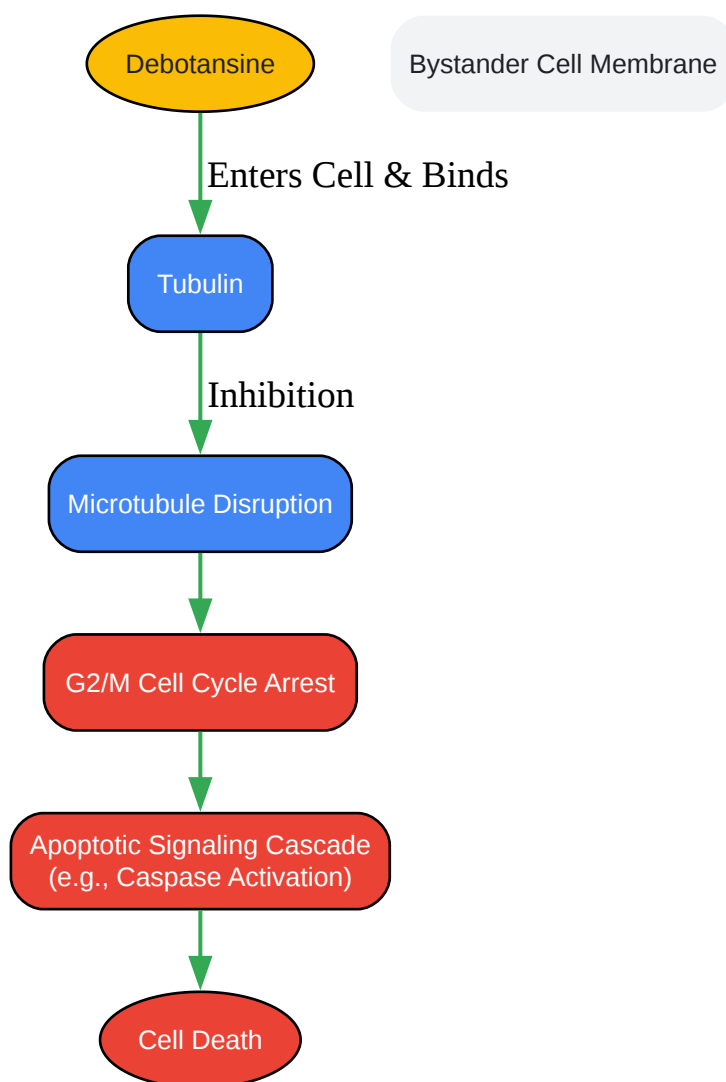 Debotansine
Bystander Cell Membrane
Enters Cell & Binds
Tubulin
Inhibition
Microtubule Disruption
G2/M Cell Cycle Arrest
Apoptotic Signaling Cascade
(e.g., Caspase Activation)
Cell Death